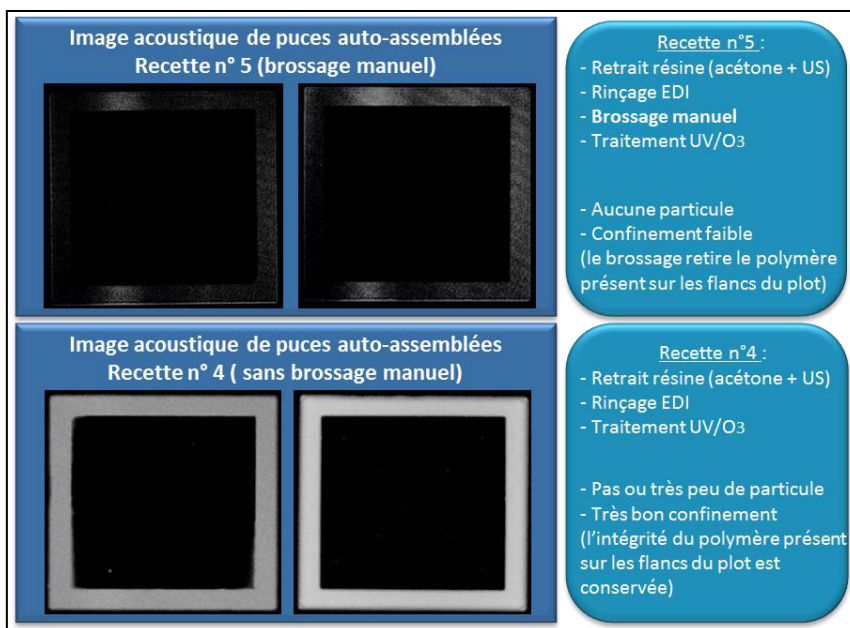 Image acoustique de puces auto-assemblées
Recette n° 5 (brossage manuel)
Recette n°5 :
- Retrait résine (acétone + US)
- Rinçage EDI
- Brossage manuel
- Traitement UV/O3
- Aucune particule
- Confinement faible
(le brossage retire le polymère
présent sur les flancs du plot)
Image acoustique de puces auto-assemblées
Recette n° 4 ( sans brossage manuel)
Recette n°4 :
- Retrait résine (acétone + US)
- Rinçage EDI
- Traitement UV/O3
- Pas ou très peu de particule
- Très bon confinement
(l’intégrité du polymère présent
sur les flancs du plot est
conservée)